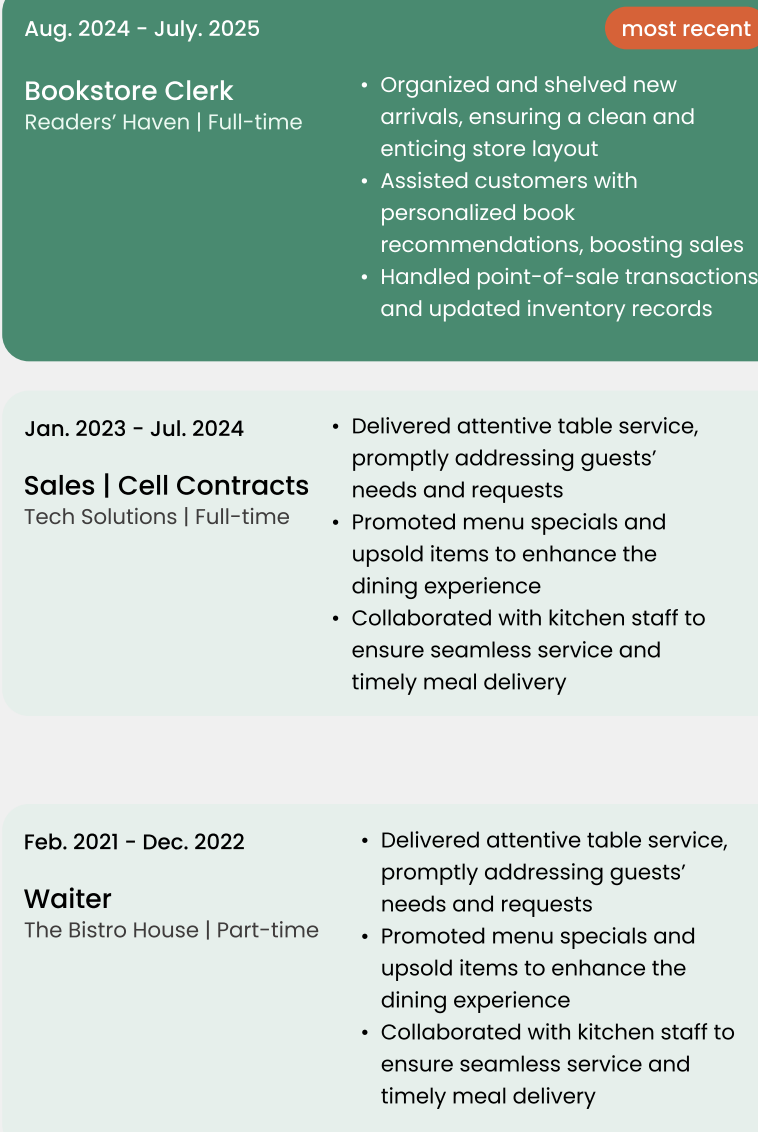 Aug. 2024 - July. 2025
most recent
Bookstore Clerk
Readers’ Haven | Full-time
• Organized and shelved new
arrivals, ensuring a clean and
enticing store layout
• Assisted customers with
personalized book
recommendations, boosting sales
• Handled point-of-sale transactions
and updated inventory records
Jan. 2023 - Jul. 2024
Sales | Cell Contracts
Tech Solutions | Full-time
• Delivered attentive table service,
promptly addressing guests’
needs and requests
• Promoted menu specials and
upsold items to enhance the
dining experience
• Collaborated with kitchen staff to
ensure seamless service and
timely meal delivery
Feb. 2021 - Dec. 2022
Waiter
The Bistro House | Part-time
• Delivered attentive table service,
promptly addressing guests’
needs and requests
• Promoted menu specials and
upsold items to enhance the
dining experience
• Collaborated with kitchen staff to
ensure seamless service and
timely meal delivery